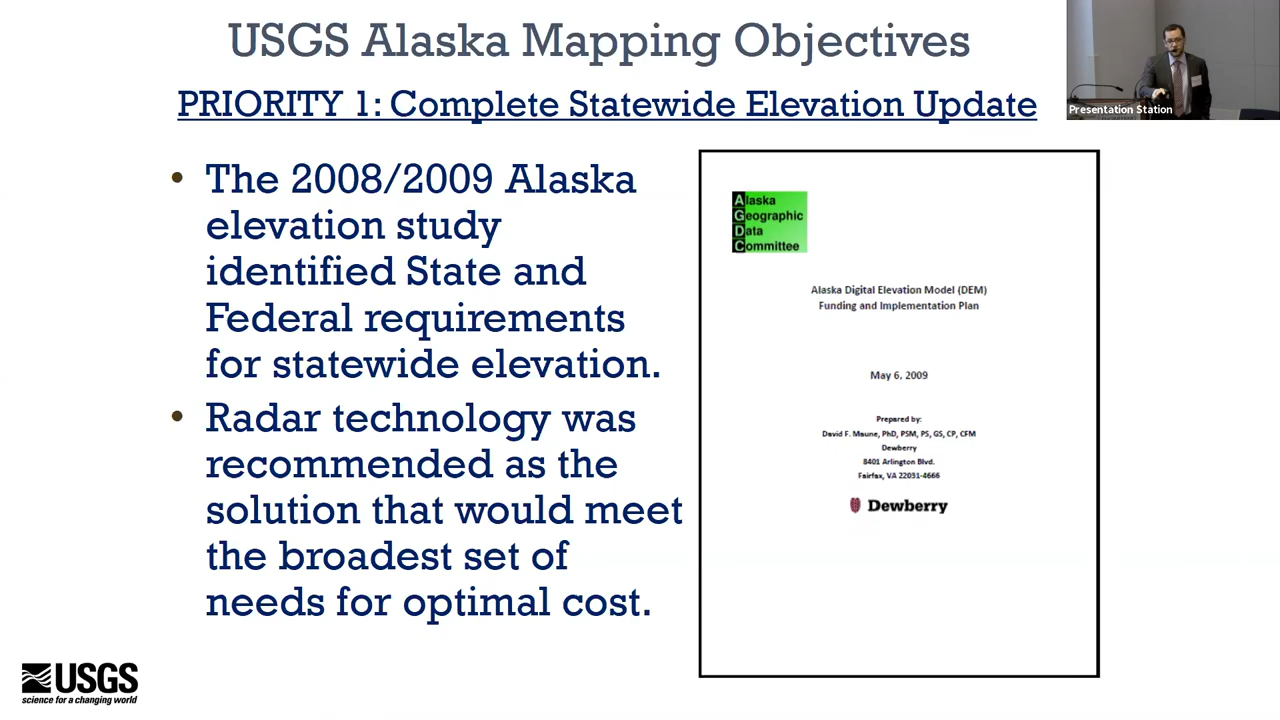 USGS Alaska Mapping Objectives
PRIORITY 1: Complete Statewide Elevation Update
Presentation Station
• The 2008/2009 Alaska
elevation study
identified State and
Federal requirements
for statewide elevation.
• Radar technology was
recommended as the
solution that would meet
the broadest set of
needs for optimal cost.
Alaska
Geographic
Data
Committee
Alaska Digital Elevation Model (DEM)
Funding and Implementation Plan
May 6, 2009
Prepared by:
David F. Maune, PhD, PSM, PS, GS, CP, CFM
Dewberry
8401 Arlington Blvd.
Fairfax, VA 22031-4666
Dewberry
USGS
science for a changing world